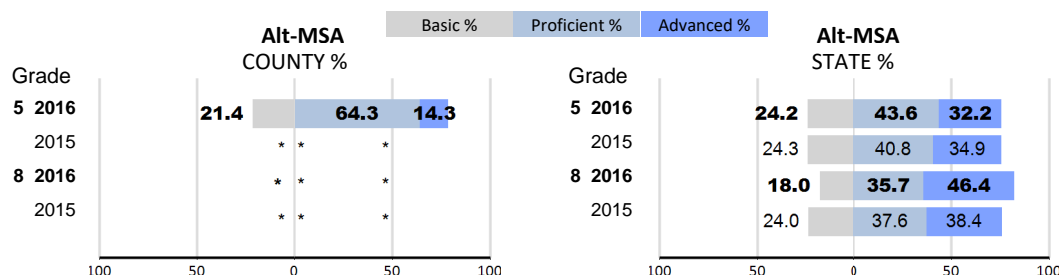 Basic % Proficient % Advanced %
Alt-MSA
COUNTY %
Grade
5 2016 21.4 64.3 14.3
2015 * * *
8 2016 * * *
2015 * * *
100 50 0 50 100
Alt-MSA
STATE %
Grade
5 2016 24.2 43.6 32.2
2015 24.3 40.8 34.9
8 2016 18.0 35.7 46.4
2015 24.0 37.6 38.4
100 50 0 50 100